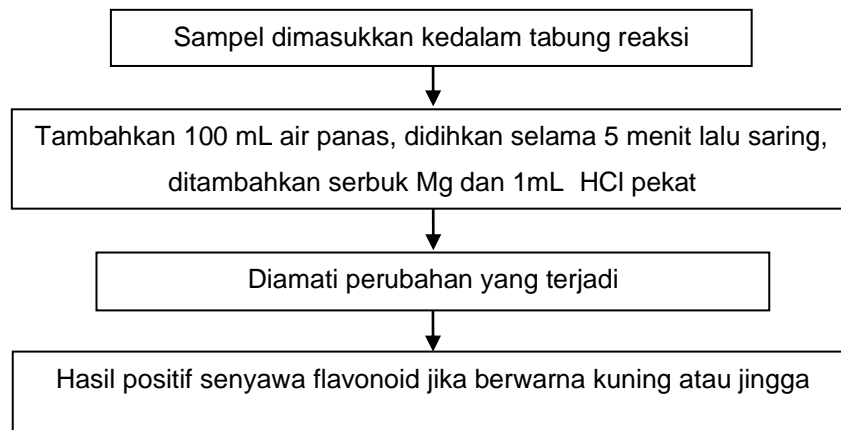 Sampel dimasukkan kedalam tabung reaksi
Tambahkan 100 mL air panas, didihkan selama 5 menit lalu saring,
ditambahkan serbuk Mg dan 1mL  HCl pekat
Diamati perubahan yang terjadi
Hasil positif senyawa flavonoid jika berwarna kuning atau jingga